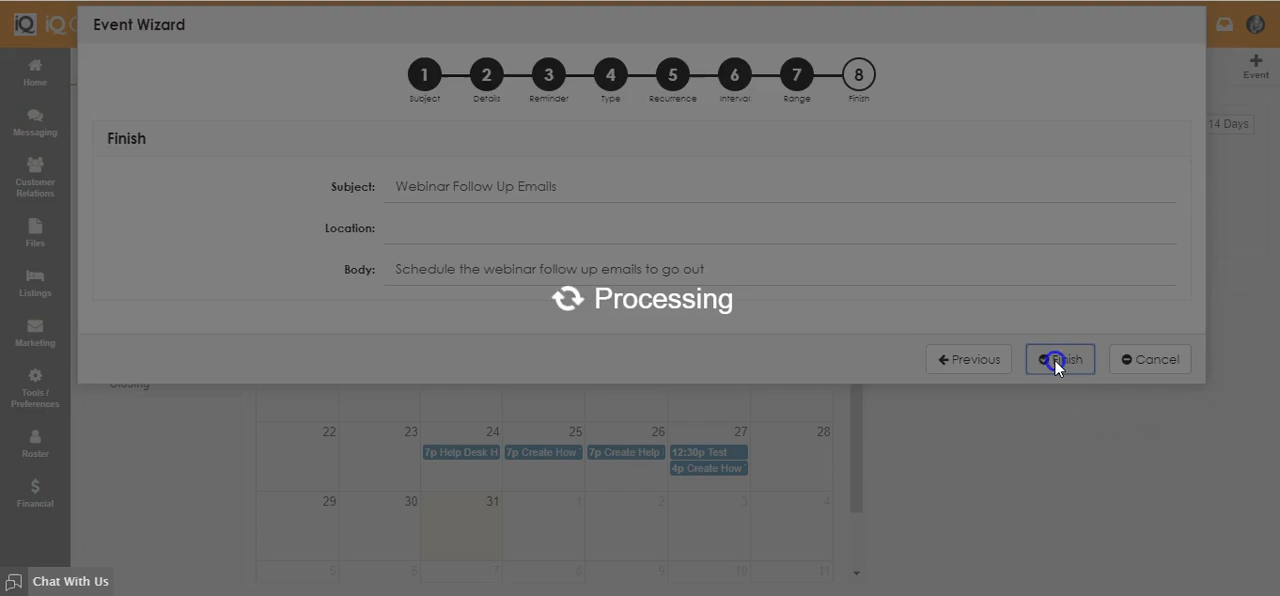 iQ iQ
Event Wizard
1 2 3 4 5 6 7 8
Subject Details Reminder Type Recurrence Interval Range Finish
Event
Home
Messaging
Customer
Relations
Files
Listings
Marketing
Tools /
Preferences
Roster
Financial
14 Days
Finish
Subject: Webinar Follow Up Emails
Location:
Body: Schedule the webinar follow up emails to go out
Processing
Previous Finish Cancel
Closing
22 23 24 25 26 27 28
7p Help Desk H 7p Create How 7p Create Help 12:30p Test
4p Create How
29 30 31 1 2 3 4
5 6 7 8 9 10 11
Chat With Us